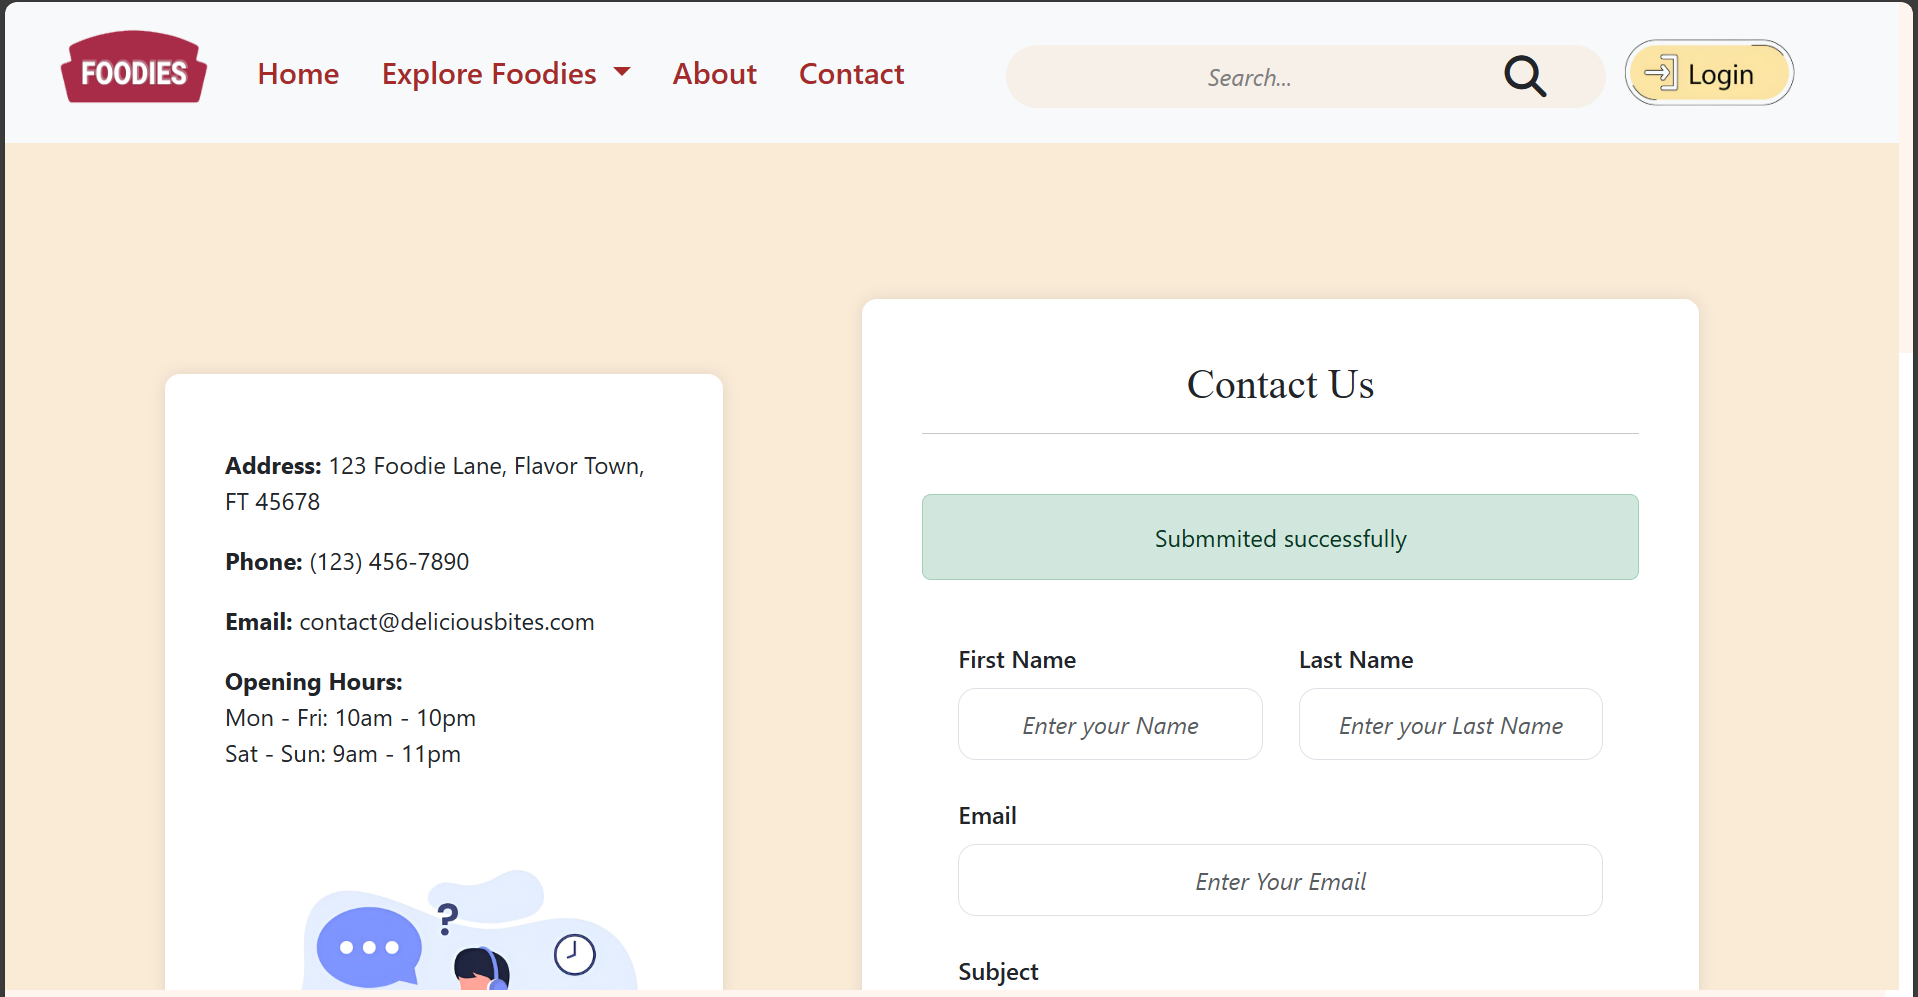 FOODIES
Home
Explore Foodies
About
Contact
Search...
Login
Address: 123 Foodie Lane, Flavor Town,
FT 45678
Phone: (123) 456-7890
Email: contact@deliciousbites.com
Opening Hours:
Mon - Fri: 10am - 10pm
Sat - Sun: 9am - 11pm
?
Contact Us
Submmited successfully
First Name
Last Name
Enter your Name
Enter your Last Name
Email
Enter Your Email
Subject